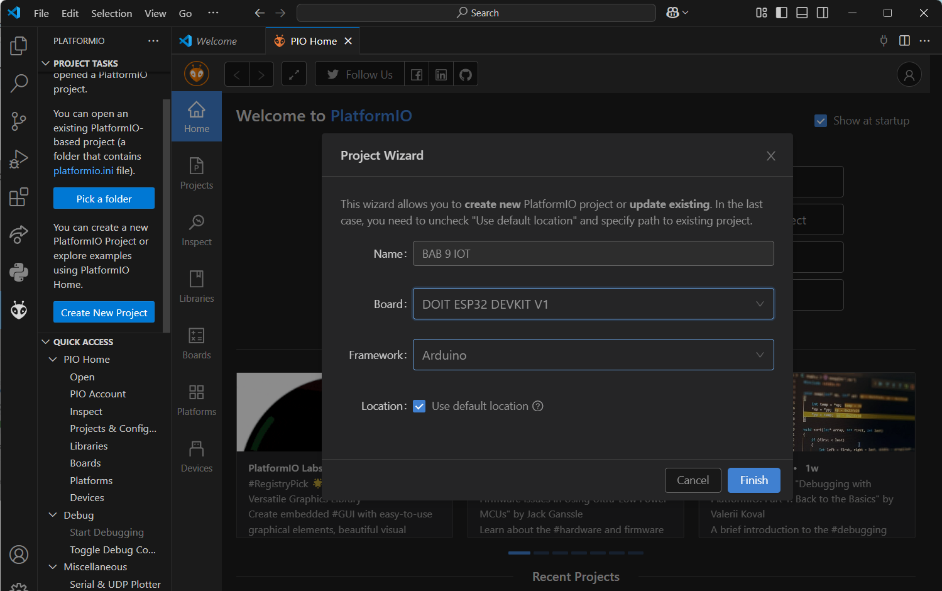 File Edit Selection View Go ··· Search
PLATFORMIO ···
Welcome
PIO Home
PROJECT TASKS
opened a PlatformIO
project.
You can open an
existing PlatformIO-
based project (a
folder that contains
platformio.ini file).
Pick a folder
You can create a new
PlatformIO Project or
explore examples
using PlatformIO
Home.
Create New Project
QUICK ACCESS
PIO Home
Open
PIO Account
Inspect
Projects & Config...
Libraries
Boards
Platforms
Devices
Debug
Start Debugging
Toggle Debug Co...
Miscellaneous
Serial & UDP Plotter
Follow Us
Home
Projects
Inspect
Libraries
Boards
Platforms
Devices
Welcome to PlatformIO
Show at startup
Project Wizard
This wizard allows you to create new PlatformIO project or update existing. In the last
case, you need to uncheck "Use default location" and specify path to existing project.
Name: BAB 9 IOT
Board: DOIT ESP32 DEVKIT V1
Framework: Arduino
Location: Use default location
Cancel
Finish
ect
PlatformIO Labs
#RegistryPick
Create embedded #GUI with easy-to-use
graphical elements, beautiful visual
MCUs" by Jack Ganssle
Learn about the #hardware and firmware
• 1w
"Debugging with
Back to the Basics" by
Valerii Koval
A brief introduction to the #debugging
Recent Projects